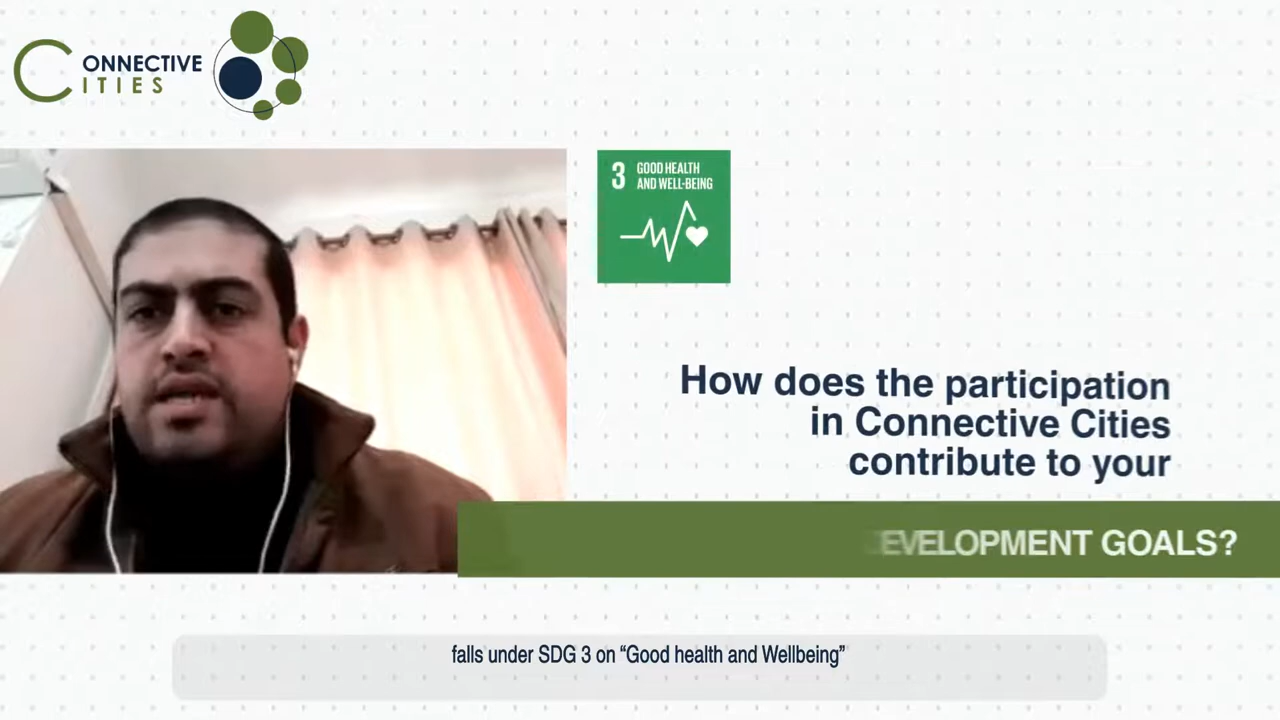 CONNECTIVE
CITIES
3 GOOD HEALTH
AND WELL-BEING
How does the participation
in Connective Cities
contribute to your
EVELOPMENT GOALS?
falls under SDG 3 on “Good health and Wellbeing”